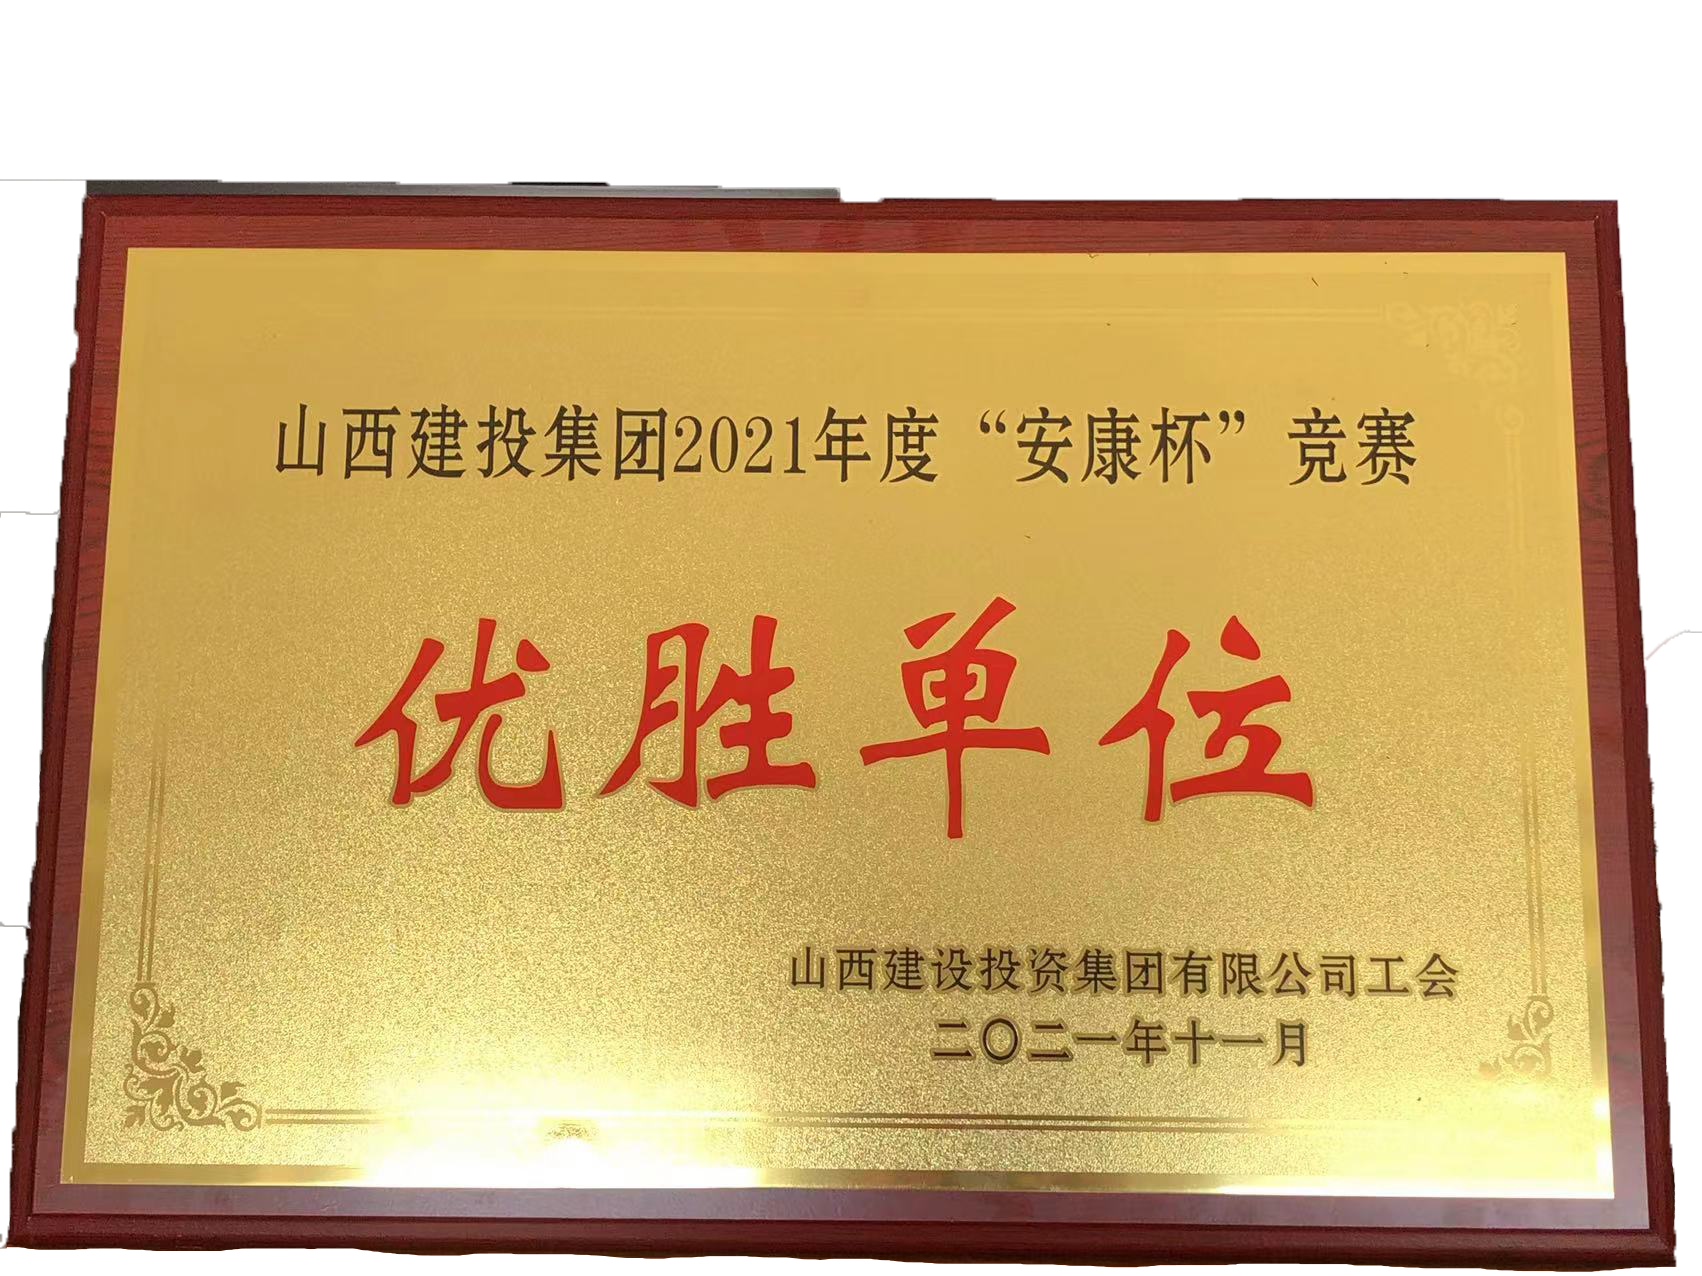 山西建投集团2021年度“安康杯”竞赛
优胜单位
山西建设投资集团有限公司工会
二〇二一年十一月